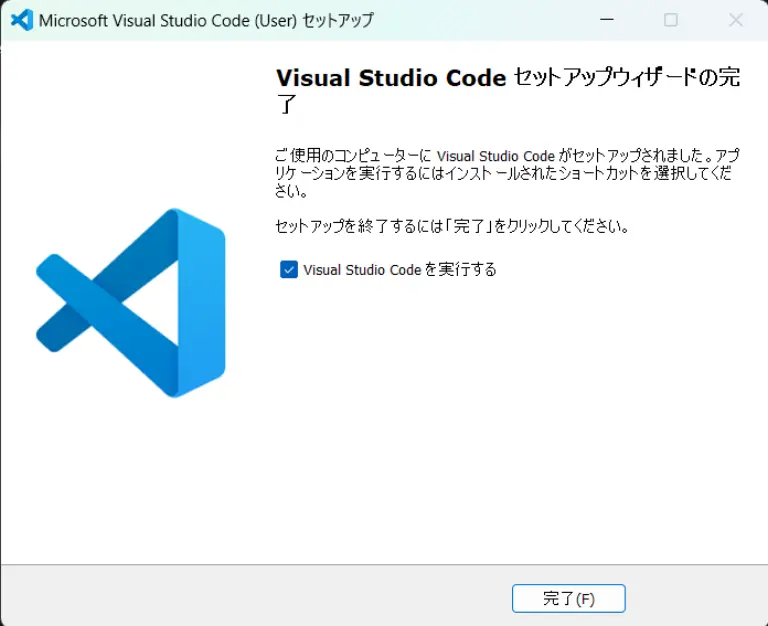 Microsoft Visual Studio Code (User) セットアップ
Visual Studio Code セットアップウィザードの完
了
ご使用のコンピューターに Visual Studio Code がセットアップされました。アプ
リケーションを実行するにはインストールされたショートカットを選択してくだ
さい。
セットアップを終了するには「完了」をクリックしてください。
Visual Studio Code を実行する
完了(F)